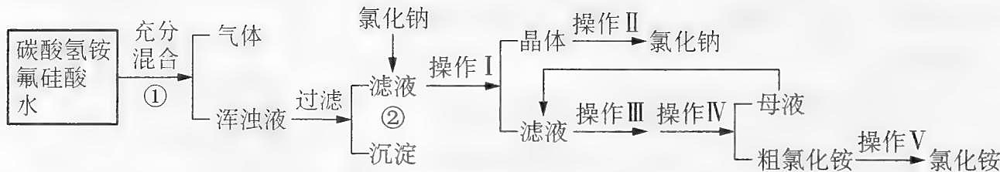 碳酸氢铵
氟硅酸
水
充分
混合
①
气体
浑浊液
过滤
氯化钠
滤液
②
沉淀
操作Ⅰ
晶体
操作Ⅱ
氯化钠
滤液
操作Ⅲ
操作Ⅳ
母液
粗氯化铵
操作Ⅴ
氯化铵